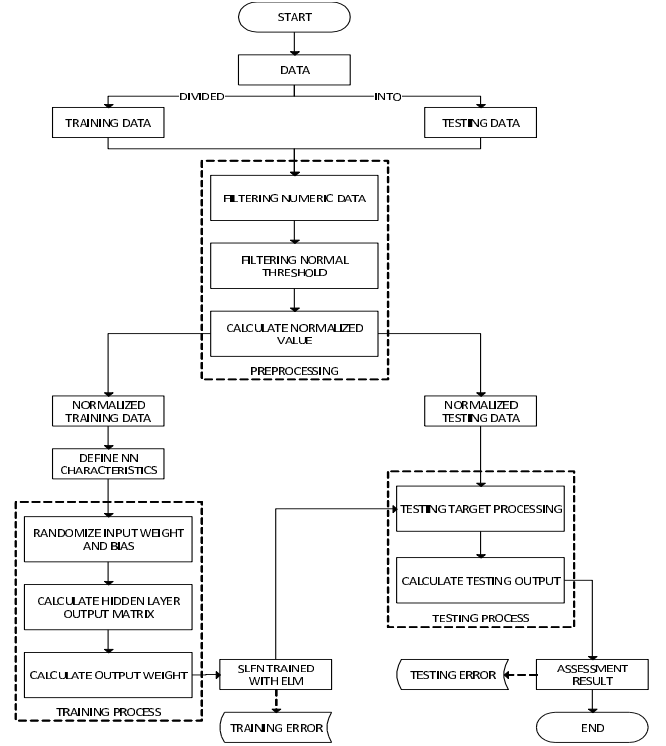 START
DATA
DIVIDED
INTO
TRAINING DATA
TESTING DATA
FILTERING NUMERIC DATA
FILTERING NORMAL
THRESHOLD
CALCULATE NORMALIZED
VALUE
PREPROCESSING
NORMALIZED
TRAINING DATA
NORMALIZED
TESTING DATA
DEFINE NN
CHARACTERISTICS
RANDOMIZE INPUT WEIGHT
AND BIAS
CALCULATE HIDDEN LAYER
OUTPUT MATRIX
CALCULATE OUTPUT WEIGHT
TRAINING PROCESS
SLFN TRAINED
WITH ELM
TRAINING ERROR
TESTING TARGET PROCESSING
CALCULATE TESTING OUTPUT
TESTING PROCESS
TESTING ERROR
ASSESSMENT
RESULT
END